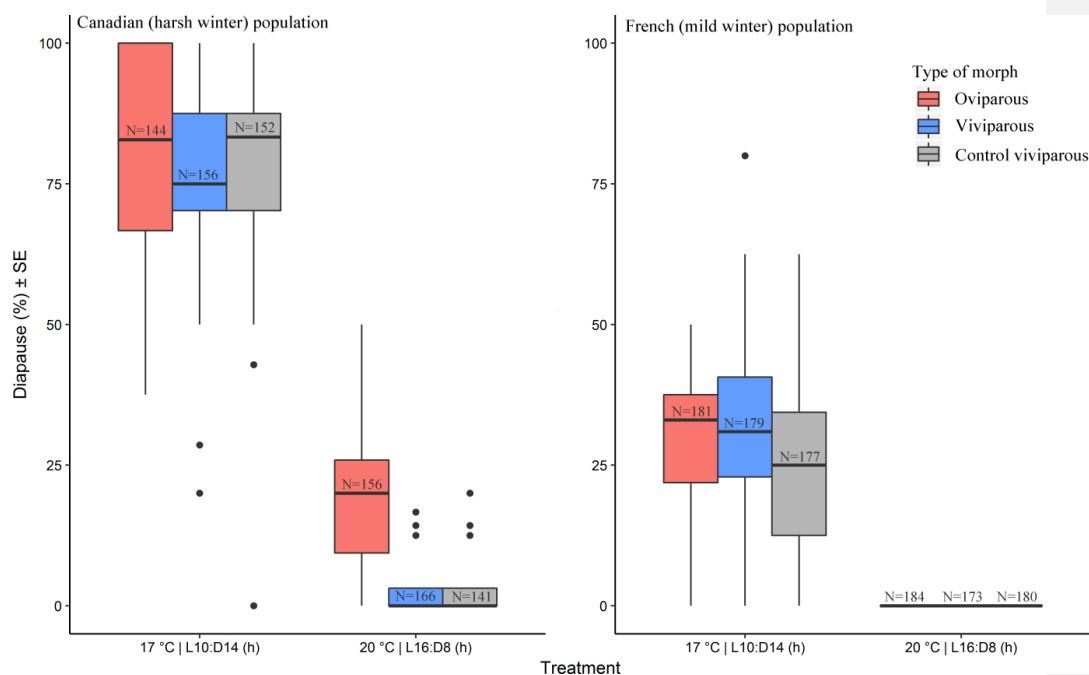 Canadian (harsh winter) population
French (mild winter) population
Type of morph
Oviparous
Viviparous
Control viviparous
Diapause (%) ± SE
100
75
50
25
0
N=144
N=156
N=152
N=156
N=166
N=141
17 °C | L10:D14 (h)
20 °C | L16:D8 (h)
100
75
50
25
0
N=181
N=179
N=177
N=184
N=173
N=180
17 °C | L10:D14 (h)
20 °C | L16:D8 (h)
Treatment